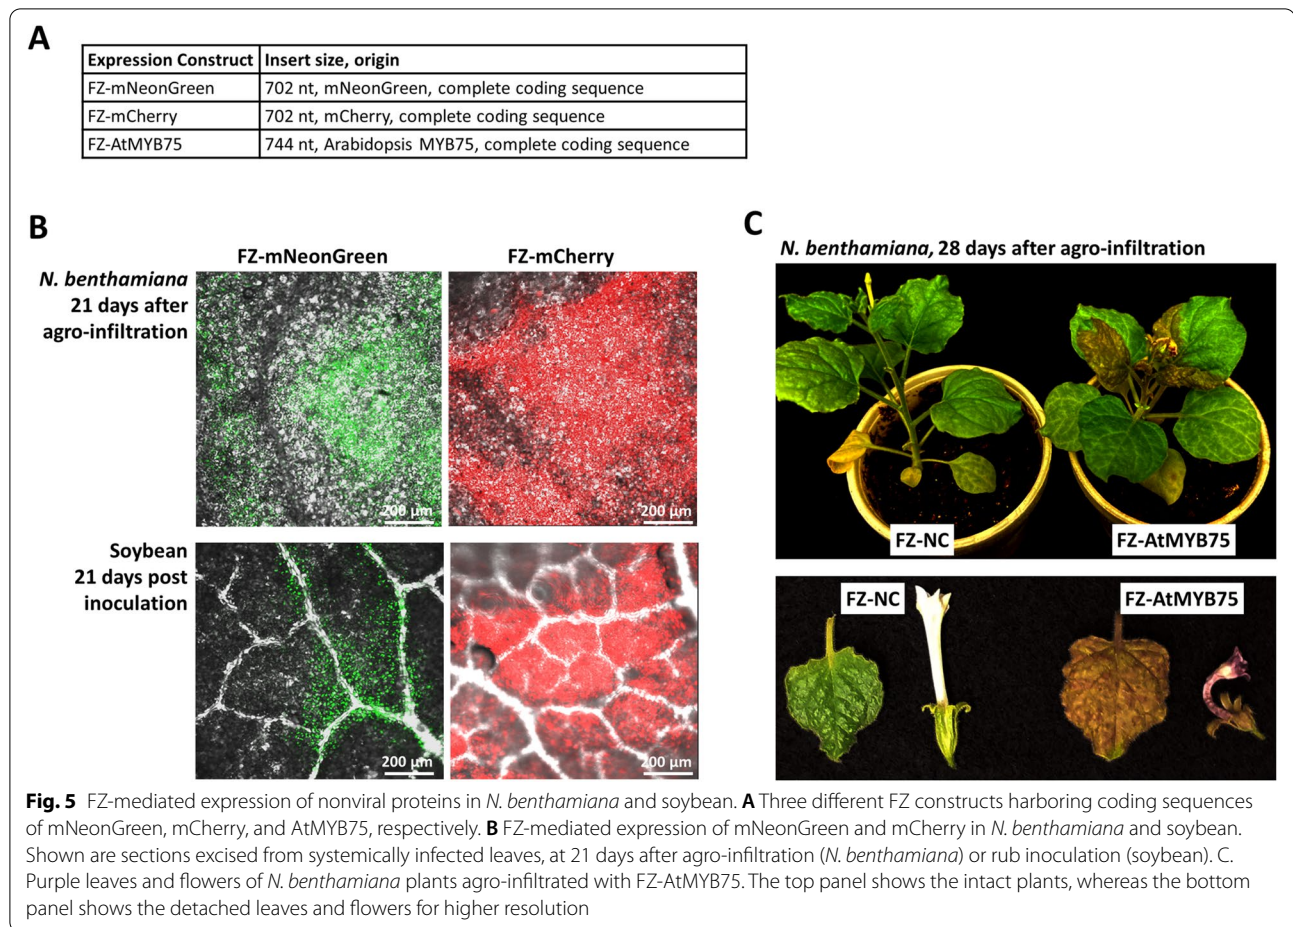 A
Expression Construct Insert size, origin
FZ-mNeonGreen 702 nt, mNeonGreen, complete coding sequence
FZ-mCherry 702 nt, mCherry, complete coding sequence
FZ-AtMYB75 744 nt, Arabidopsis MYB75, complete coding sequence
B
FZ-mNeonGreen FZ-mCherry
N. benthamiana
21 days after
agro-infiltration
200 µm 200 µm
Soybean
21 days post
inoculation
200 µm 200 µm
C
N. benthamiana, 28 days after agro-infiltration
FZ-NC FZ-AtMYB75
FZ-NC FZ-AtMYB75
Fig. 5 FZ-mediated expression of nonviral proteins in N. benthamiana and soybean. A Three different FZ constructs harboring coding sequences
of mNeonGreen, mCherry, and AtMYB75, respectively. B FZ-mediated expression of mNeonGreen and mCherry in N. benthamiana and soybean.
Shown are sections excised from systemically infected leaves, at 21 days after agro-infiltration (N. benthamiana) or rub inoculation (soybean). C.
Purple leaves and flowers of N. benthamiana plants agro-infiltrated with FZ-AtMYB75. The top panel shows the intact plants, whereas the bottom
panel shows the detached leaves and flowers for higher resolution